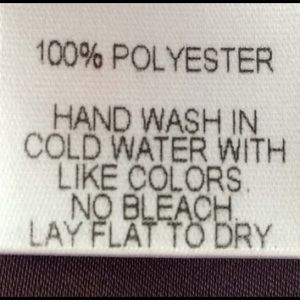 100% POLYESTER
HAND WASH IN
COLD WATER WITH
LIKE COLORS.
NO BLEACH.
LAY FLAT TO DRY